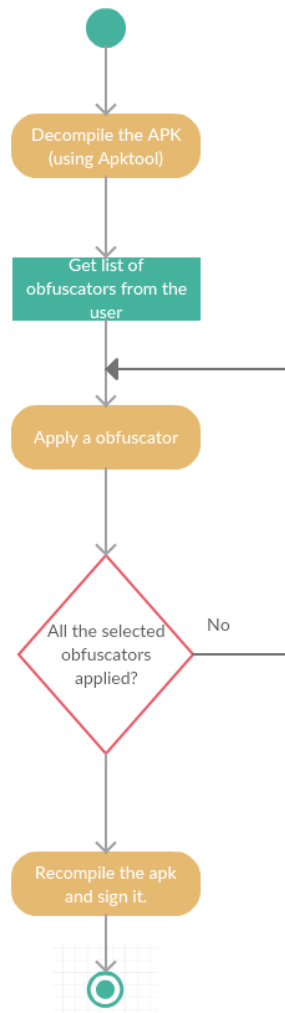 Decompile the APK
(using Apktool)
Get list of
obfuscators from the
user
Apply a obfuscator
All the selected
obfuscators
applied?
No
Recompile the apk
and sign it.